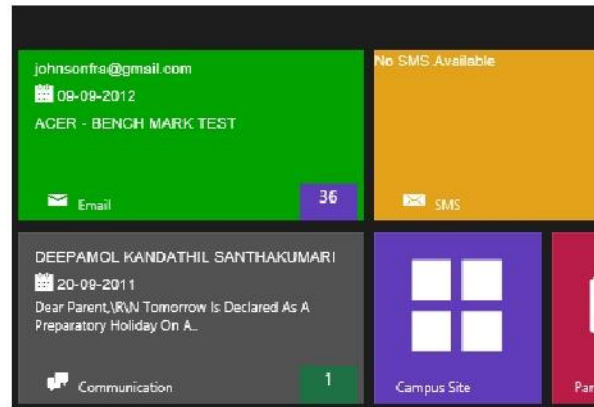 johnsonfra@gmail.com
09-09-2012
ACER - BENCH MARK TEST
Email
36
No SMS Available
SMS
DEEPAMOL KANDATHIL SANTHAKUMARI
20-09-2011
Dear Parent,\R\N Tomorrow Is Declared As A
Preparatory Holiday On A..
Communication
1
Campus Site
Par